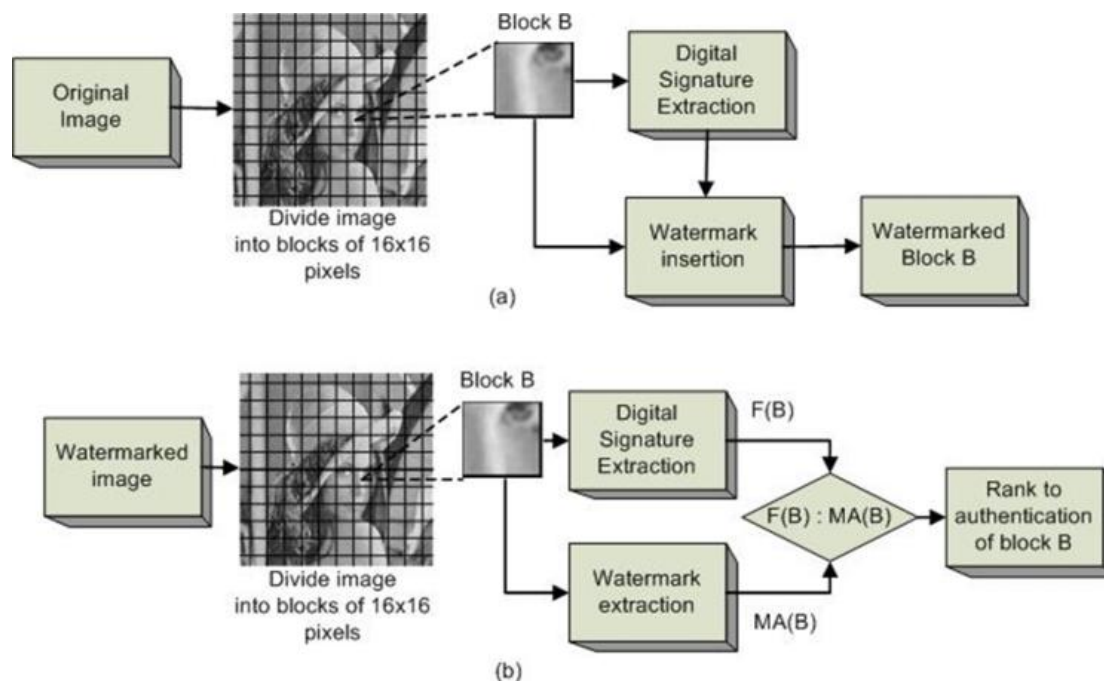 Original
Image
Divide image
into blocks of 16x16
pixels
Block B
Digital
Signature
Extraction
Watermark
insertion
Watermarked
Block B
(a)
Watermarked
image
Divide image
into blocks of 16x16
pixels
Block B
Digital
Signature
Extraction
F(B)
Watermark
extraction
MA(B)
F(B) : MA(B)
Rank to
authentication
of block B
(b)